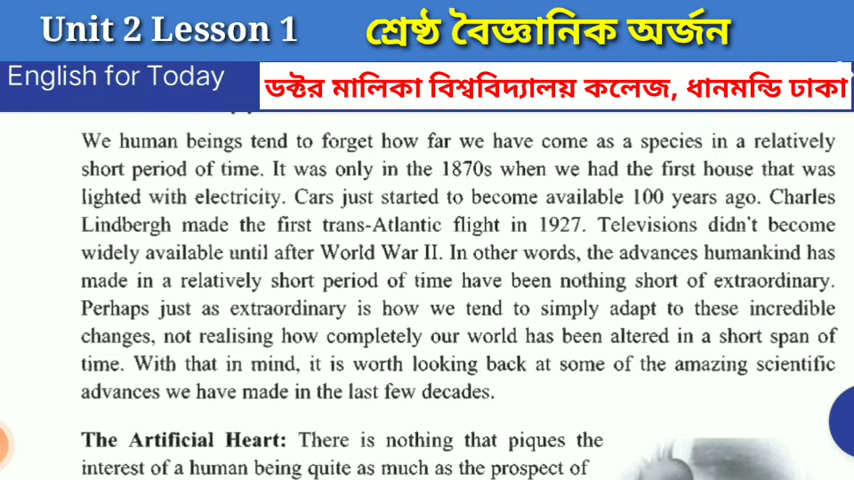 Unit 2 Lesson 1
শ্রেষ্ঠ বৈজ্ঞানিক অর্জন
English for Today
ডক্টর মালিকা বিশ্ববিদ্যালয় কলেজ, ধানমন্ডি ঢাকা
We human beings tend to forget how far we have come as a species in a relatively
short period of time. It was only in the 1870s when we had the first house that was
lighted with electricity. Cars just started to become available 100 years ago. Charles
Lindbergh made the first trans-Atlantic flight in 1927. Televisions didn't become
widely available until after World War II. In other words, the advances humankind has
made in a relatively short period of time have been nothing short of extraordinary.
Perhaps just as extraordinary is how we tend to simply adapt to these incredible
changes, not realising how completely our world has been altered in a short span of
time. With that in mind, it is worth looking back at some of the amazing scientific
advances we have made in the last few decades.
The Artificial Heart: There is nothing that piques the
interest of a human being quite as much as the prospect of